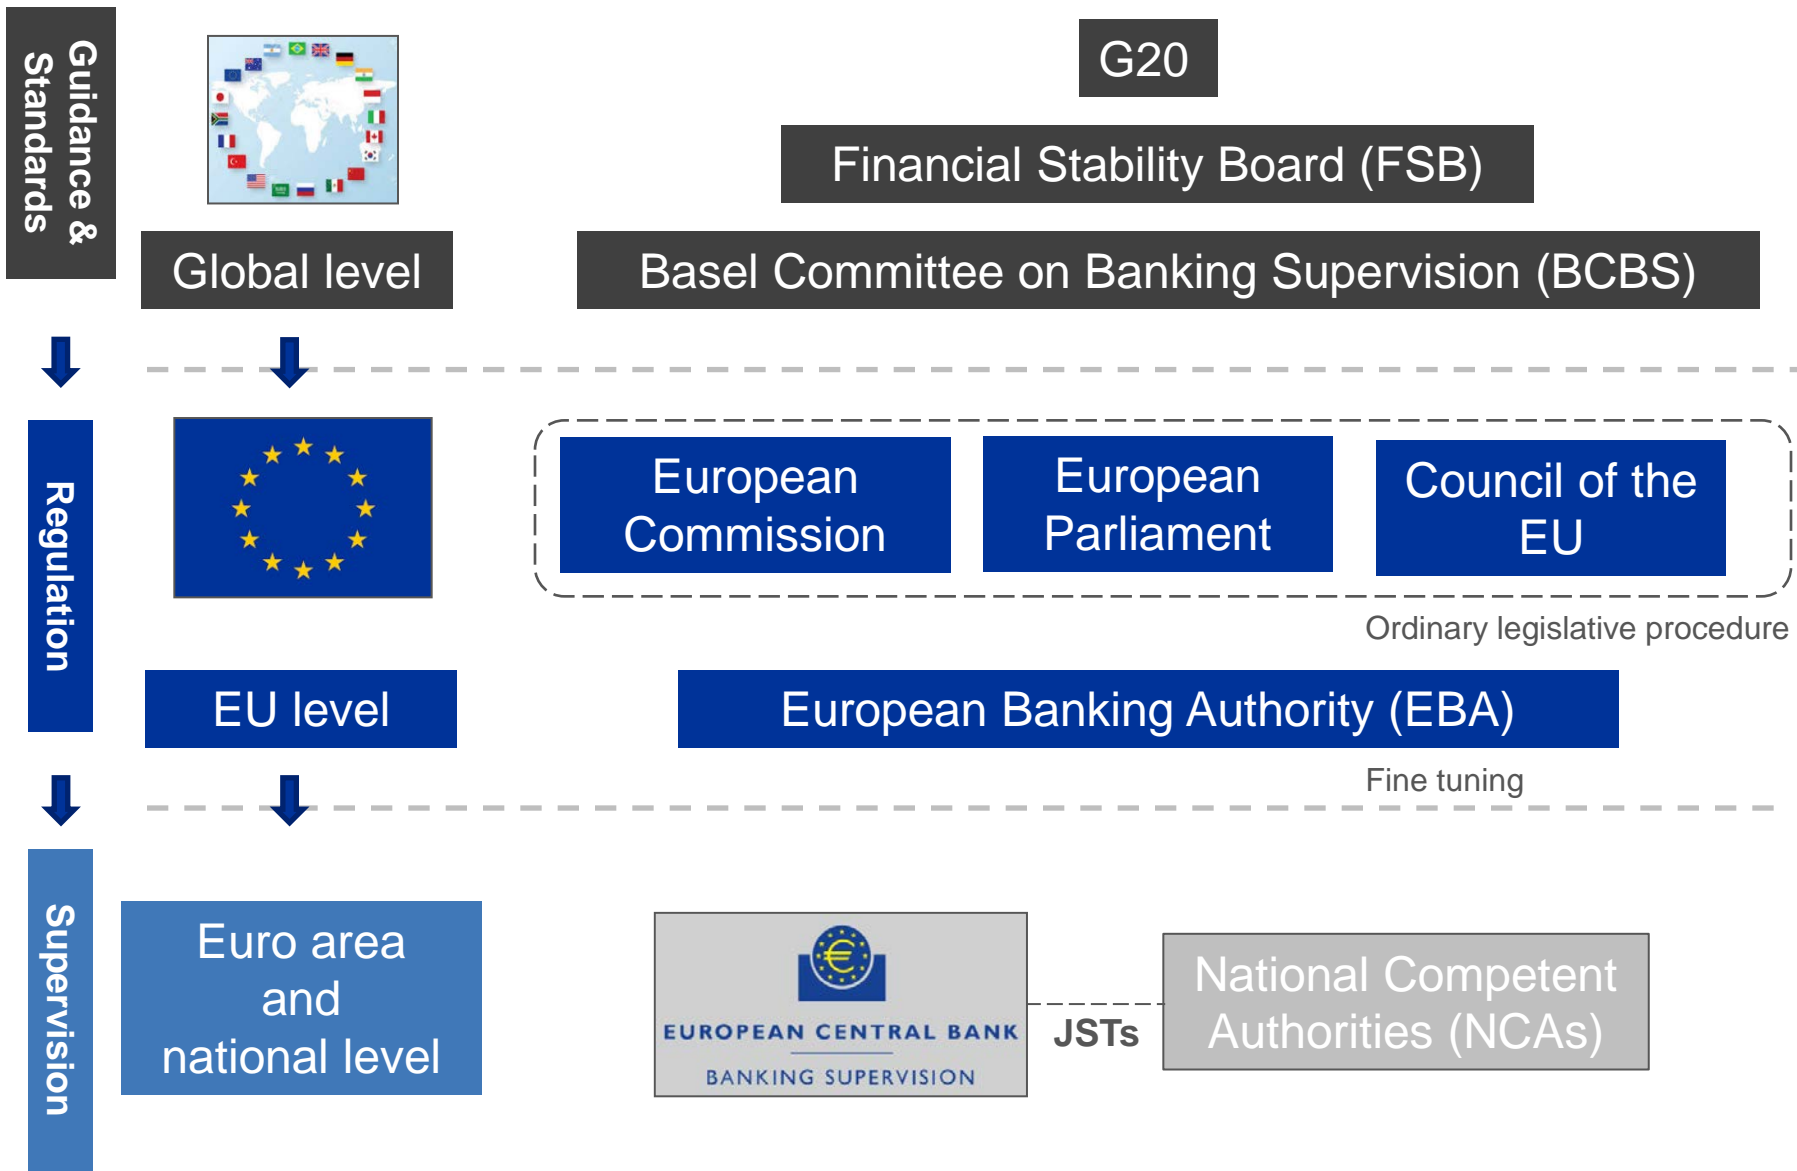 Guidance &
Standards
G20
Financial Stability Board (FSB)
Global level
Basel Committee on Banking Supervision (BCBS)
Regulation
European
Commission
European
Parliament
Council of the
EU
Ordinary legislative procedure
EU level
European Banking Authority (EBA)
Fine tuning
Supervision
Euro area
and
national level
EUROPEAN CENTRAL BANK
BANKING SUPERVISION
JSTs
National Competent
Authorities (NCAs)